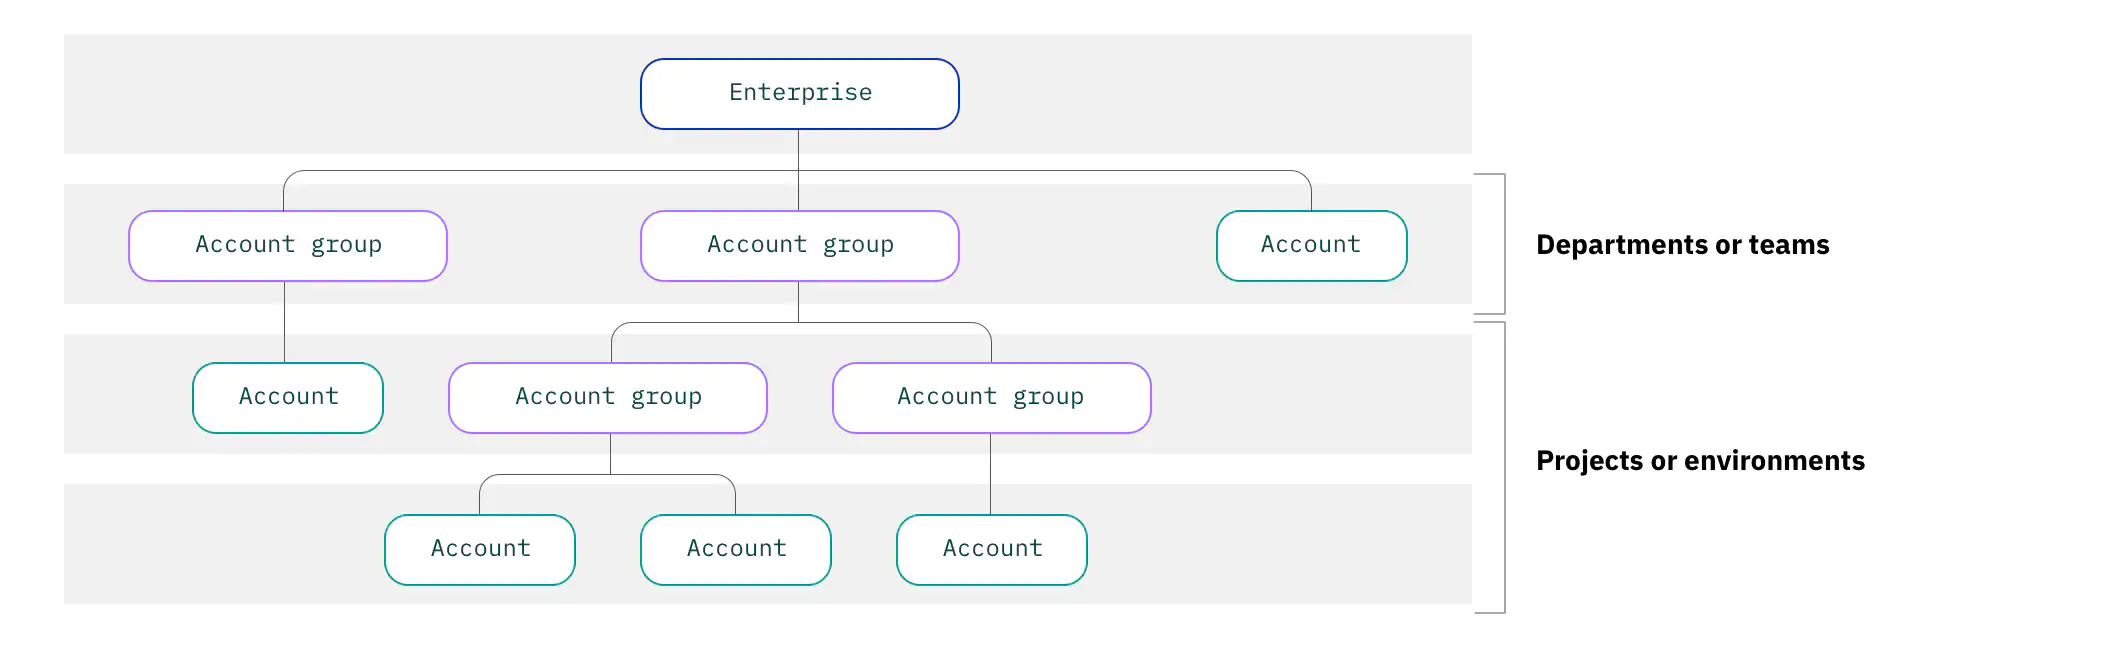 Enterprise
Account group
Account group
Account
Departments or teams
Account
Account group
Account group
Projects or environments
Account
Account
Account